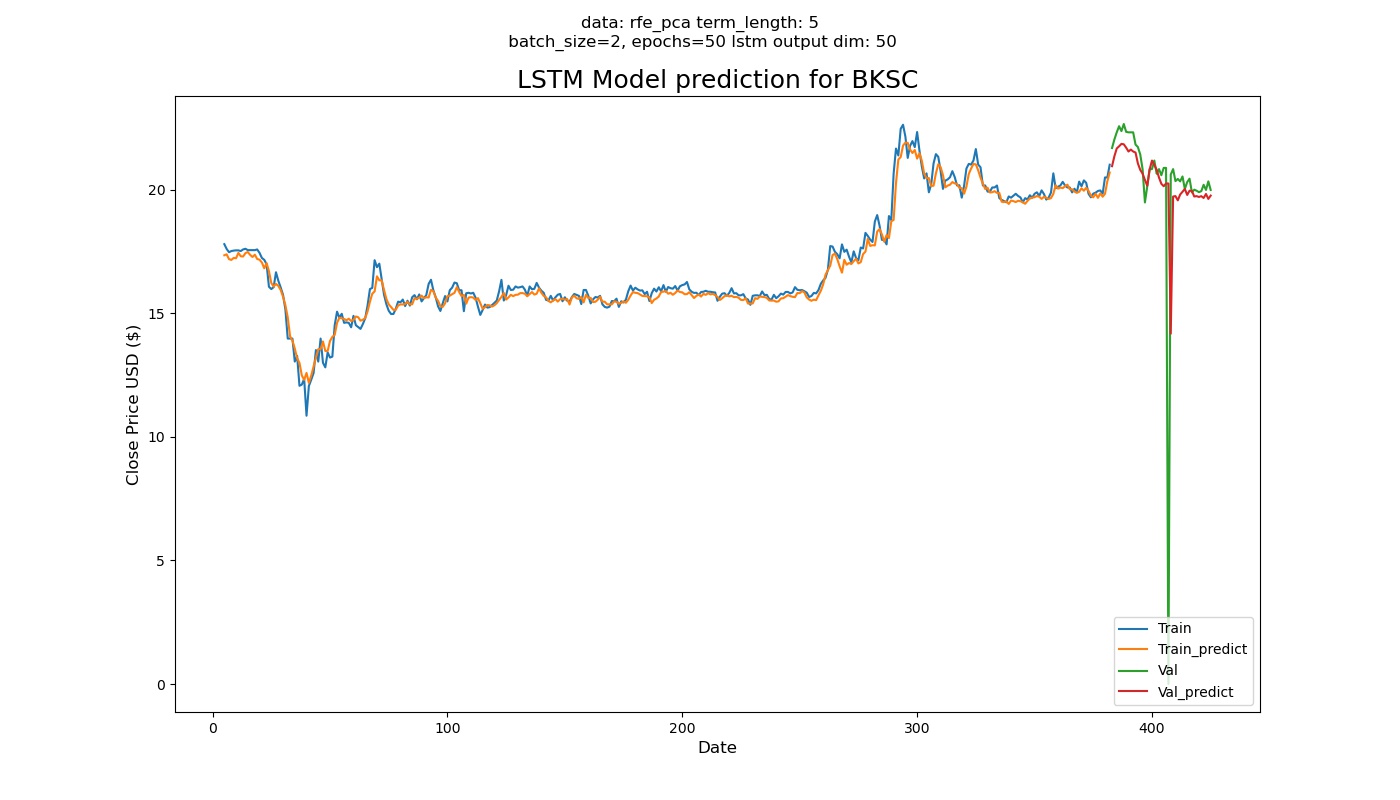 data: rfe_pca term_length: 5
batch_size=2, epochs=50 lstm output dim: 50
LSTM Model prediction for BKSC
Close Price USD ($)
20
15
10
5
0
Train
Train_predict
Val
Val_predict
0
100
200
300
400
Date